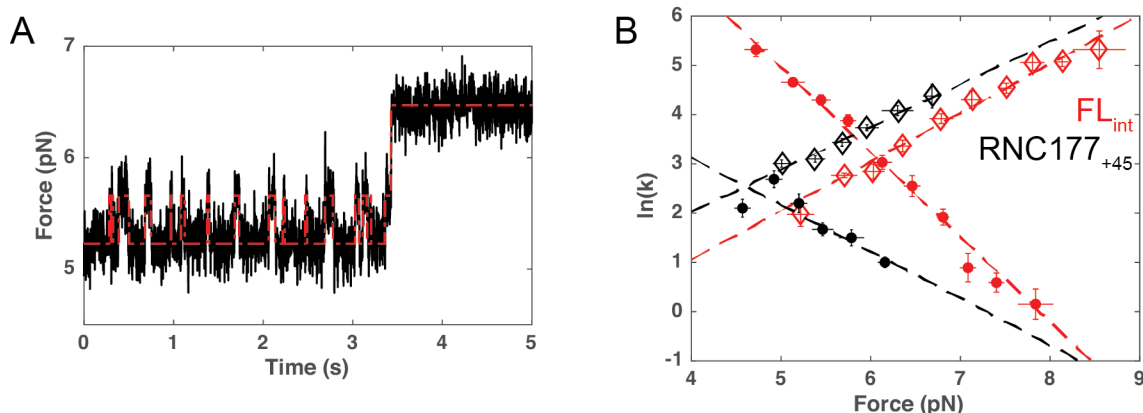 A
7
6
5
Force (pN)
0 1 2 3 4 5
Time (s)
B
6
5
4
3
2
1
0
-1
ln(k)
FLint
RNC177+45
4 5 6 7 8 9
Force (pN)